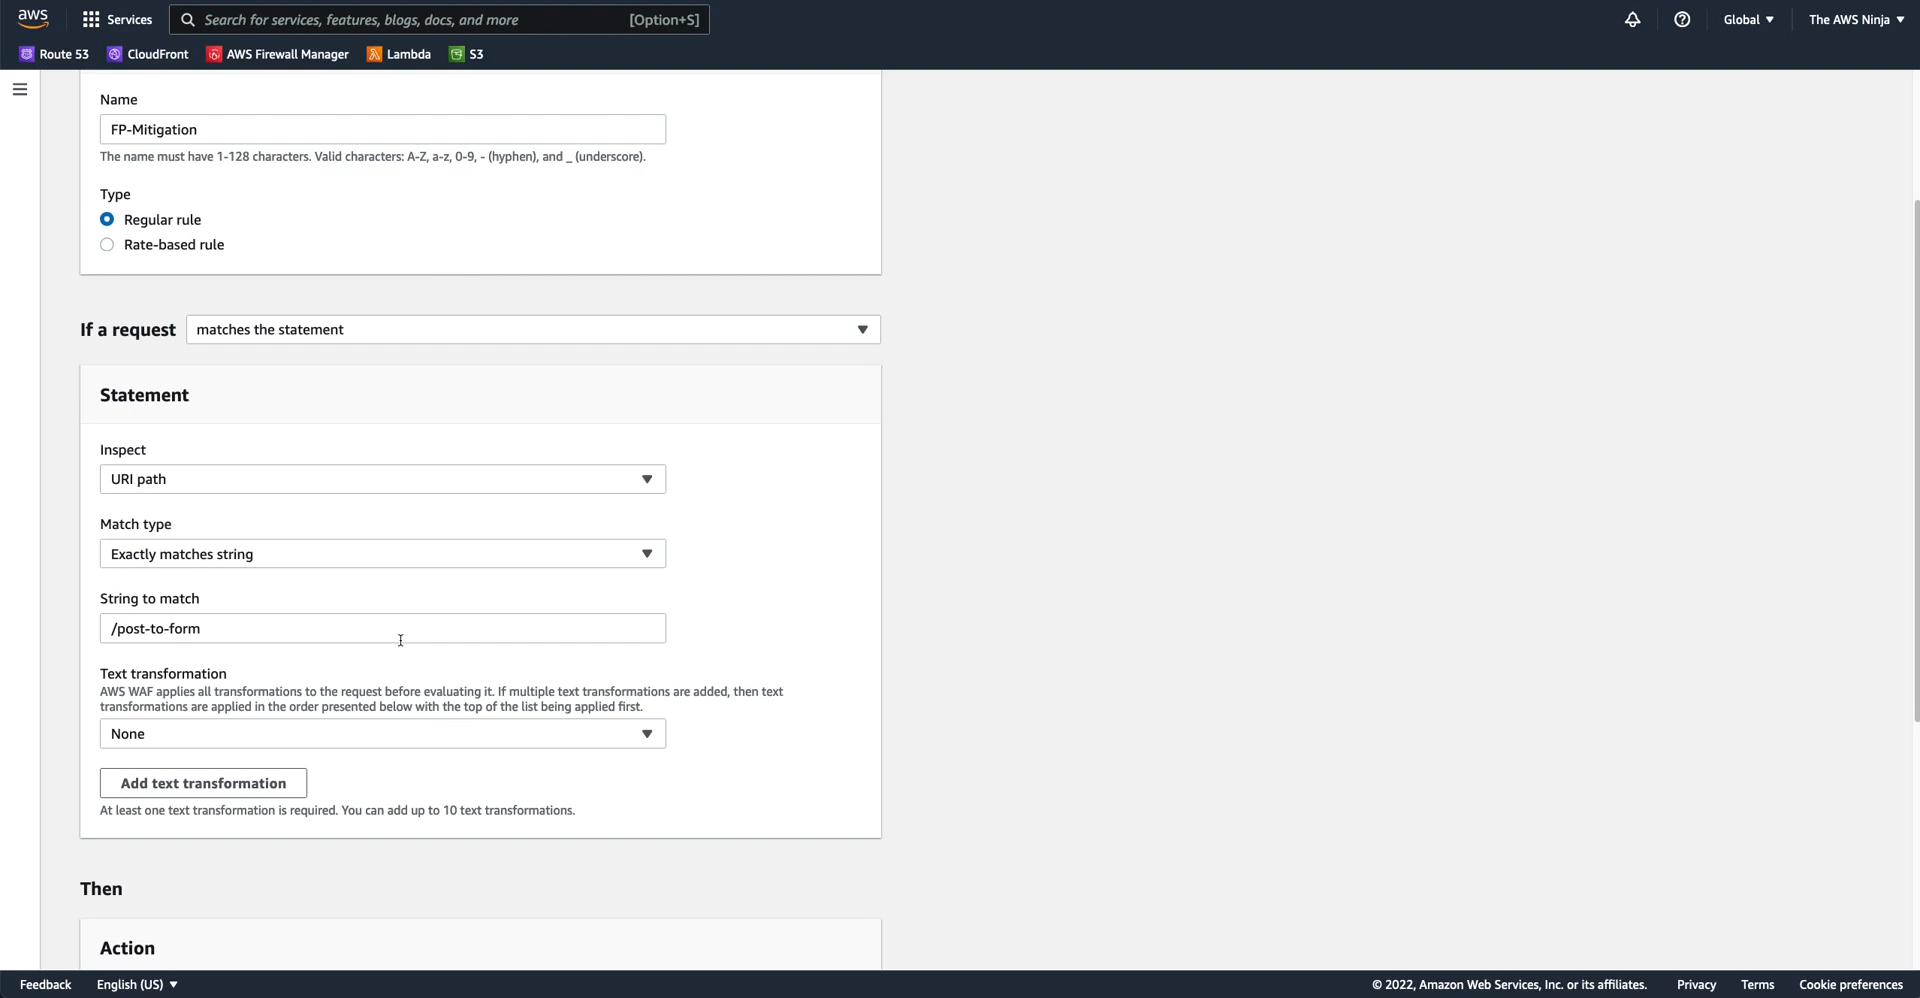 aws
Services
Search for services, features, blogs, docs, and more [Option+S]
Global
The AWS Ninja
Route 53 CloudFront AWS Firewall Manager Lambda S3
Name
FP-Mitigation
The name must have 1-128 characters. Valid characters: A-Z, a-z, 0-9, - (hyphen), and _ (underscore).
Type
Regular rule
Rate-based rule
If a request matches the statement
Statement
Inspect
URI path
Match type
Exactly matches string
String to match
/post-to-form
Text transformation
AWS WAF applies all transformations to the request before evaluating it. If multiple text transformations are added, then text
transformations are applied in the order presented below with the top of the list being applied first.
None
Add text transformation
At least one text transformation is required. You can add up to 10 text transformations.
Then
Action
Feedback English (US) © 2022, Amazon Web Services, Inc. or its affiliates. Privacy Terms Cookie preferences